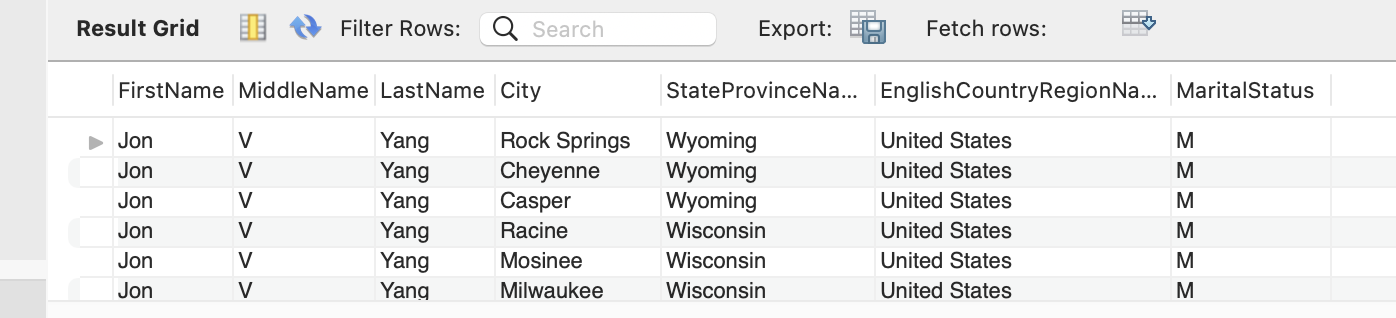 Result Grid Filter Rows: Search Export: Fetch rows:
FirstName MiddleName LastName City StateProvinceNa... EnglishCountryRegionNa... MaritalStatus
Jon V Yang Rock Springs Wyoming United States M
Jon V Yang Cheyenne Wyoming United States M
Jon V Yang Casper Wyoming United States M
Jon V Yang Racine Wisconsin United States M
Jon V Yang Mosinee Wisconsin United States M
Jon V Yang Milwaukee Wisconsin United States M